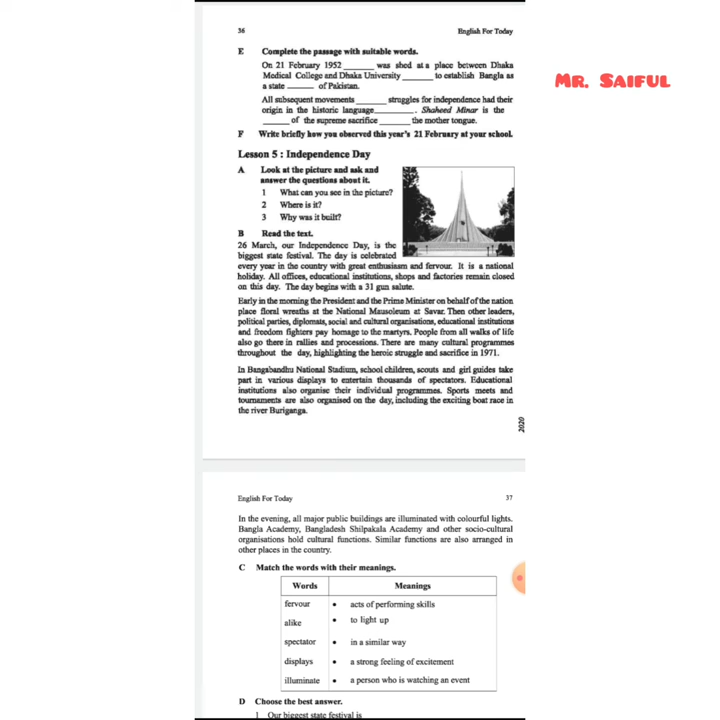 36 English For Today
MR. SAIFUL
E Complete the passage with suitable words.
On 21 February 1952 ______ was shed at a place between Dhaka
Medical College and Dhaka University ______ to establish Bangla as
a state ______ of Pakistan.
All subsequent movements ______ struggles for independence had their
origin in the historic language ______. Shaheed Minar is the
______ of the supreme sacrifice ______ the mother tongue.
F Write briefly how you observed this year's 21 February at your school.
Lesson 5 : Independence Day
A Look at the picture and ask and
answer the questions about it.
1 What can you see in the picture?
2 Where is it?
3 Why was it built?
B Read the text.
26 March, our Independence Day, is the
biggest state festival. The day is celebrated
every year in the country with great enthusiasm and fervour. It is a national
holiday. All offices, educational institutions, shops and factories remain closed
on this day. The day begins with a 31 gun salute.
Early in the morning the President and the Prime Minister on behalf of the nation
place floral wreaths at the National Mausoleum at Savar. Then other leaders,
political parties, diplomats, social and cultural organisations, educational institutions
and freedom fighters pay homage to the martyrs. People from all walks of life
also go there in rallies and processions. There are many cultural programmes
throughout the day, highlighting the heroic struggle and sacrifice in 1971.
In Bangabandhu National Stadium, school children, scouts and girl guides take
part in various displays to entertain thousands of spectators. Educational
institutions also organise their individual programmes. Sports meets and
tournaments are also organised on the day, including the exciting boat race in
the river Buriganga.
2020
English For Today 37
In the evening, all major public buildings are illuminated with colourful lights.
Bangla Academy, Bangladesh Shilpakala Academy and other socio-cultural
organisations hold cultural functions. Similar functions are also arranged in
other places in the country.
C Match the words with their meanings.
Words Meanings
fervour • acts of performing skills
alike • to light up
spectator • in a similar way
displays • a strong feeling of excitement
illuminate • a person who is watching an event
D Choose the best answer.
1 Our biggest state festival is